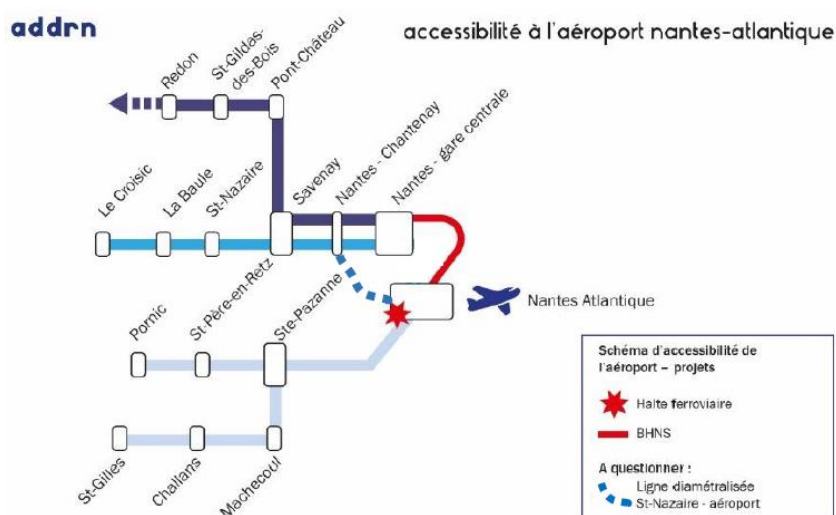 addrn
accessibilité à l'aéroport nantes-atlantique
Redon
St-Gildas-
des-Bois
Pont-Château
Le Croisic
La Baule
St-Nazaire
Savenay
Nantes - Chantenay
Nantes - gare centrale
Pornic
St-Père-en-Retz
Ste-Pazanne
Nantes Atlantique
St-Gilles
Challans
Machecoul
Schéma d'accessibilité de
l'aéroport – projets
Halte ferroviaire
BHNS
A questionner :
Ligne diamétralisée
St-Nazaire - aéroport